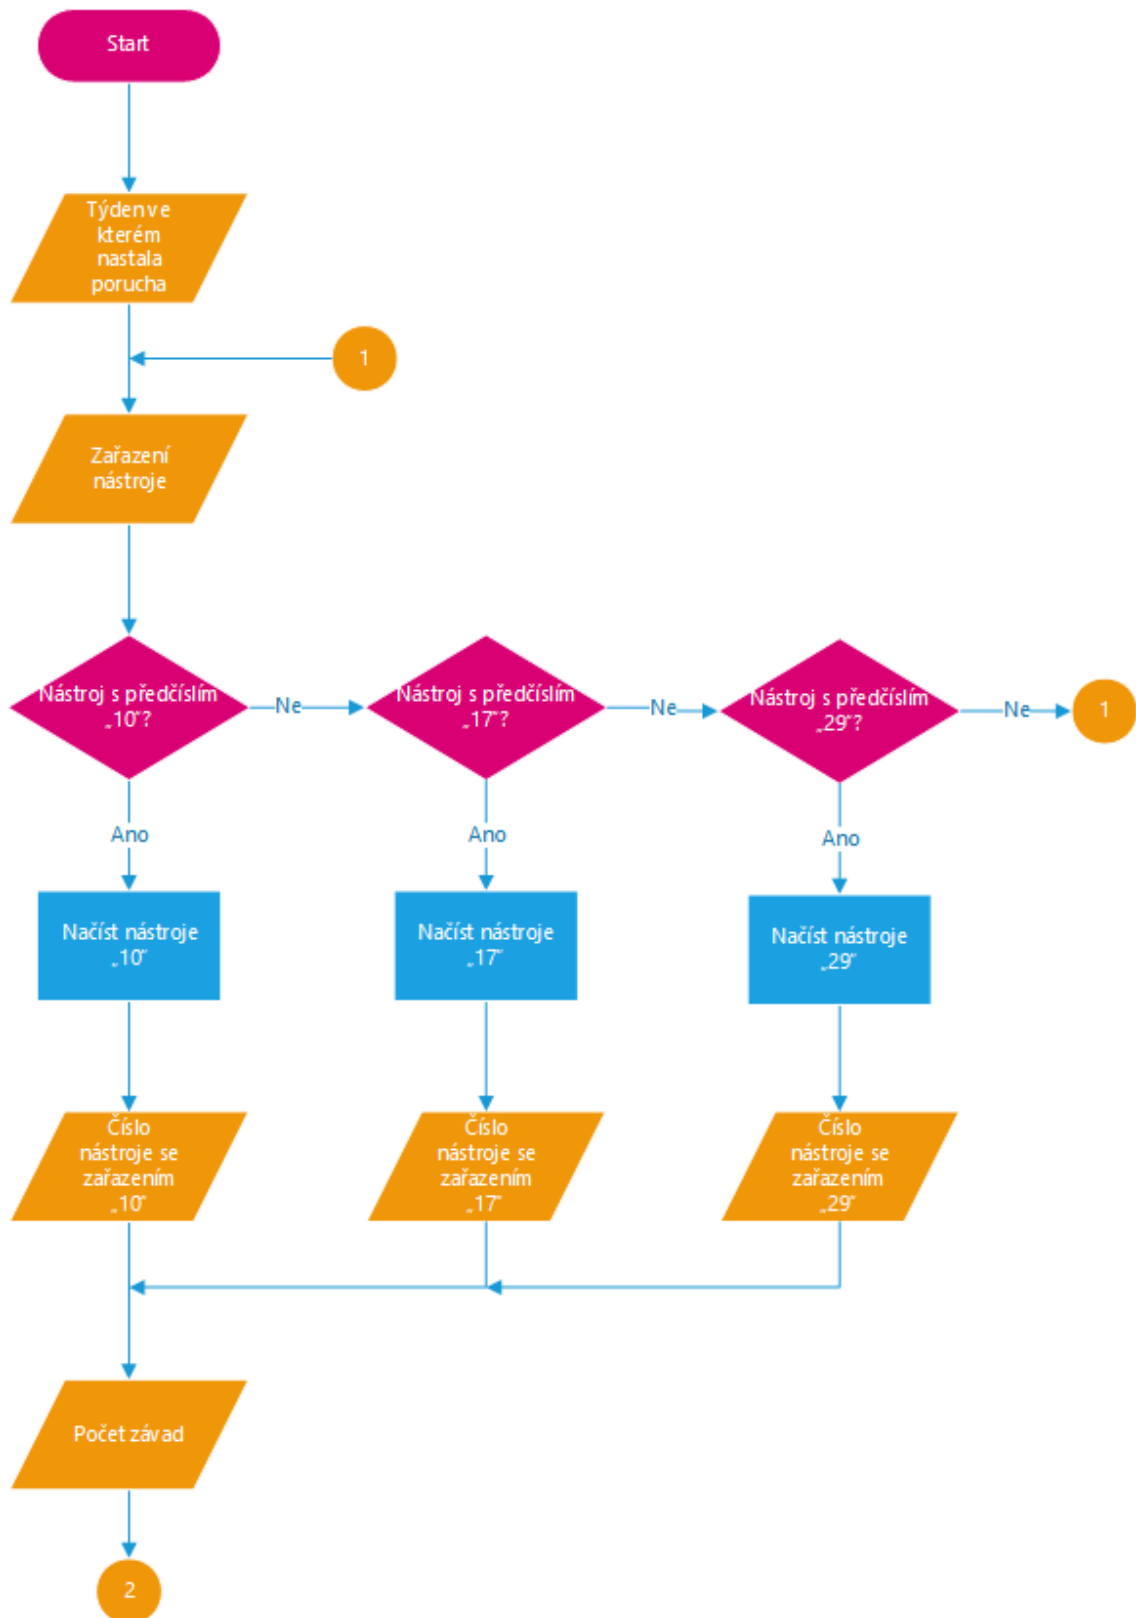 Start
Týden ve
kterém
nastala
porucha
1
Zařazení
nástroje
Nástroj s předčíslím
„10“?
Ne
Nástroj s předčíslím
„17“?
Ne
Nástroj s předčíslím
„29“?
Ne
1
Ano
Ano
Ano
Načíst nástroje
„10“
Načíst nástroje
„17“
Načíst nástroje
„29“
Číslo
nástroje se
zařazením
„10“
Číslo
nástroje se
zařazením
„17“
Číslo
nástroje se
zařazením
„29“
Počet závad
2